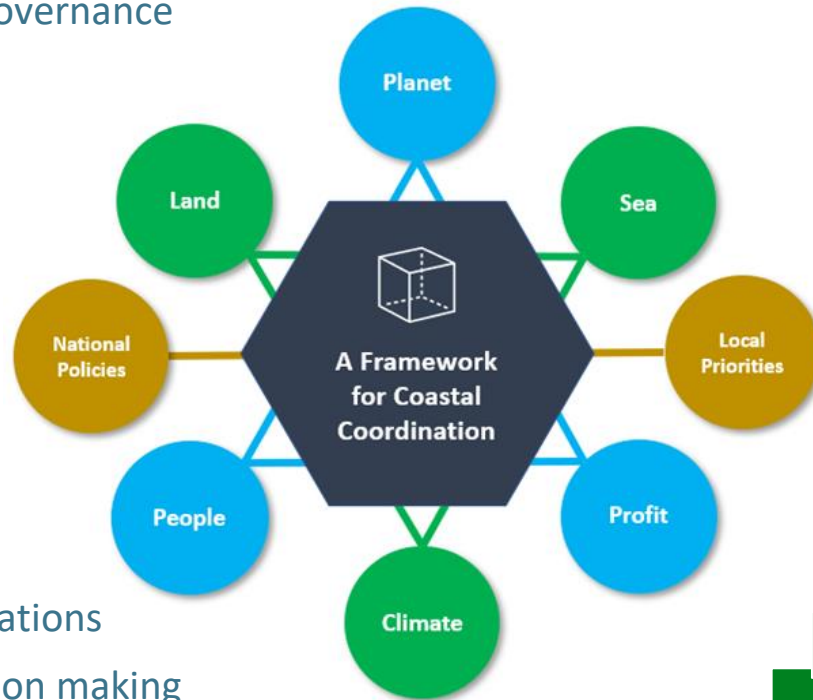 overnance
Planet
Land
Sea
National
Policies
A Framework
for Coastal
Coordination
Local
Priorities
People
Profit
Climate
ations
on making